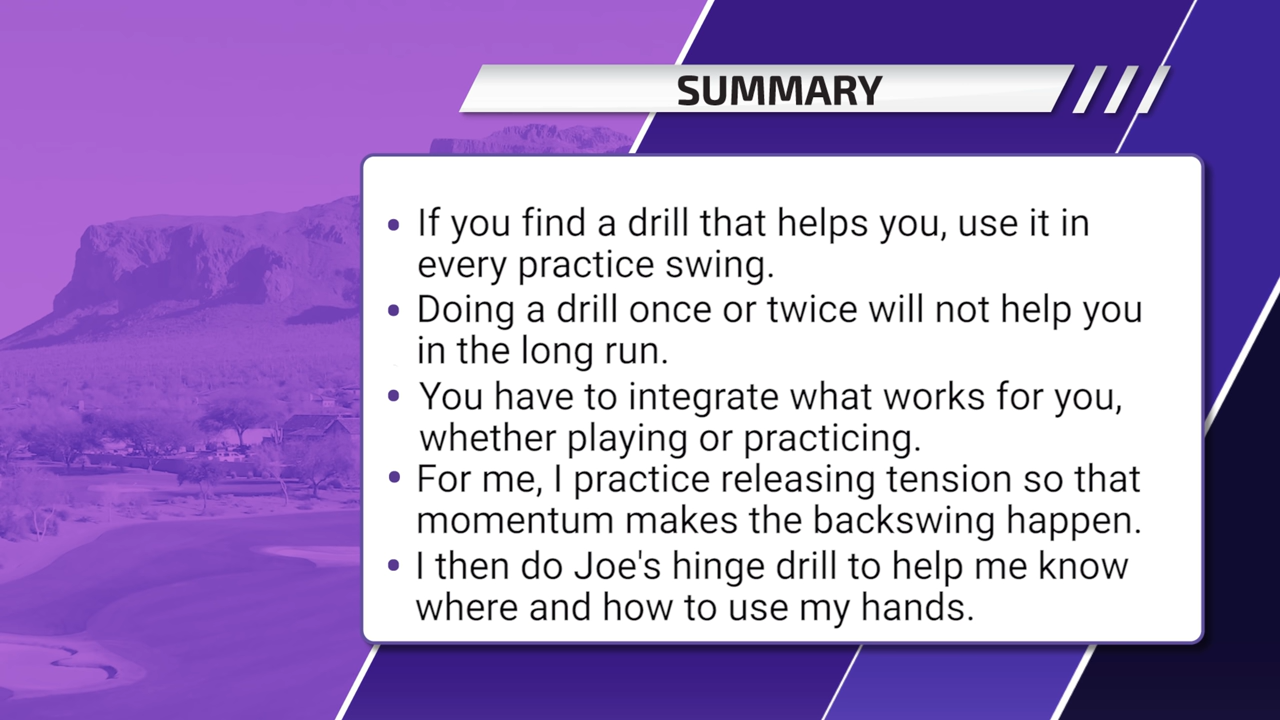 SUMMARY
• If you find a drill that helps you, use it in
every practice swing.
• Doing a drill once or twice will not help you
in the long run.
• You have to integrate what works for you,
whether playing or practicing.
• For me, I practice releasing tension so that
momentum makes the backswing happen.
• I then do Joe's hinge drill to help me know
where and how to use my hands.